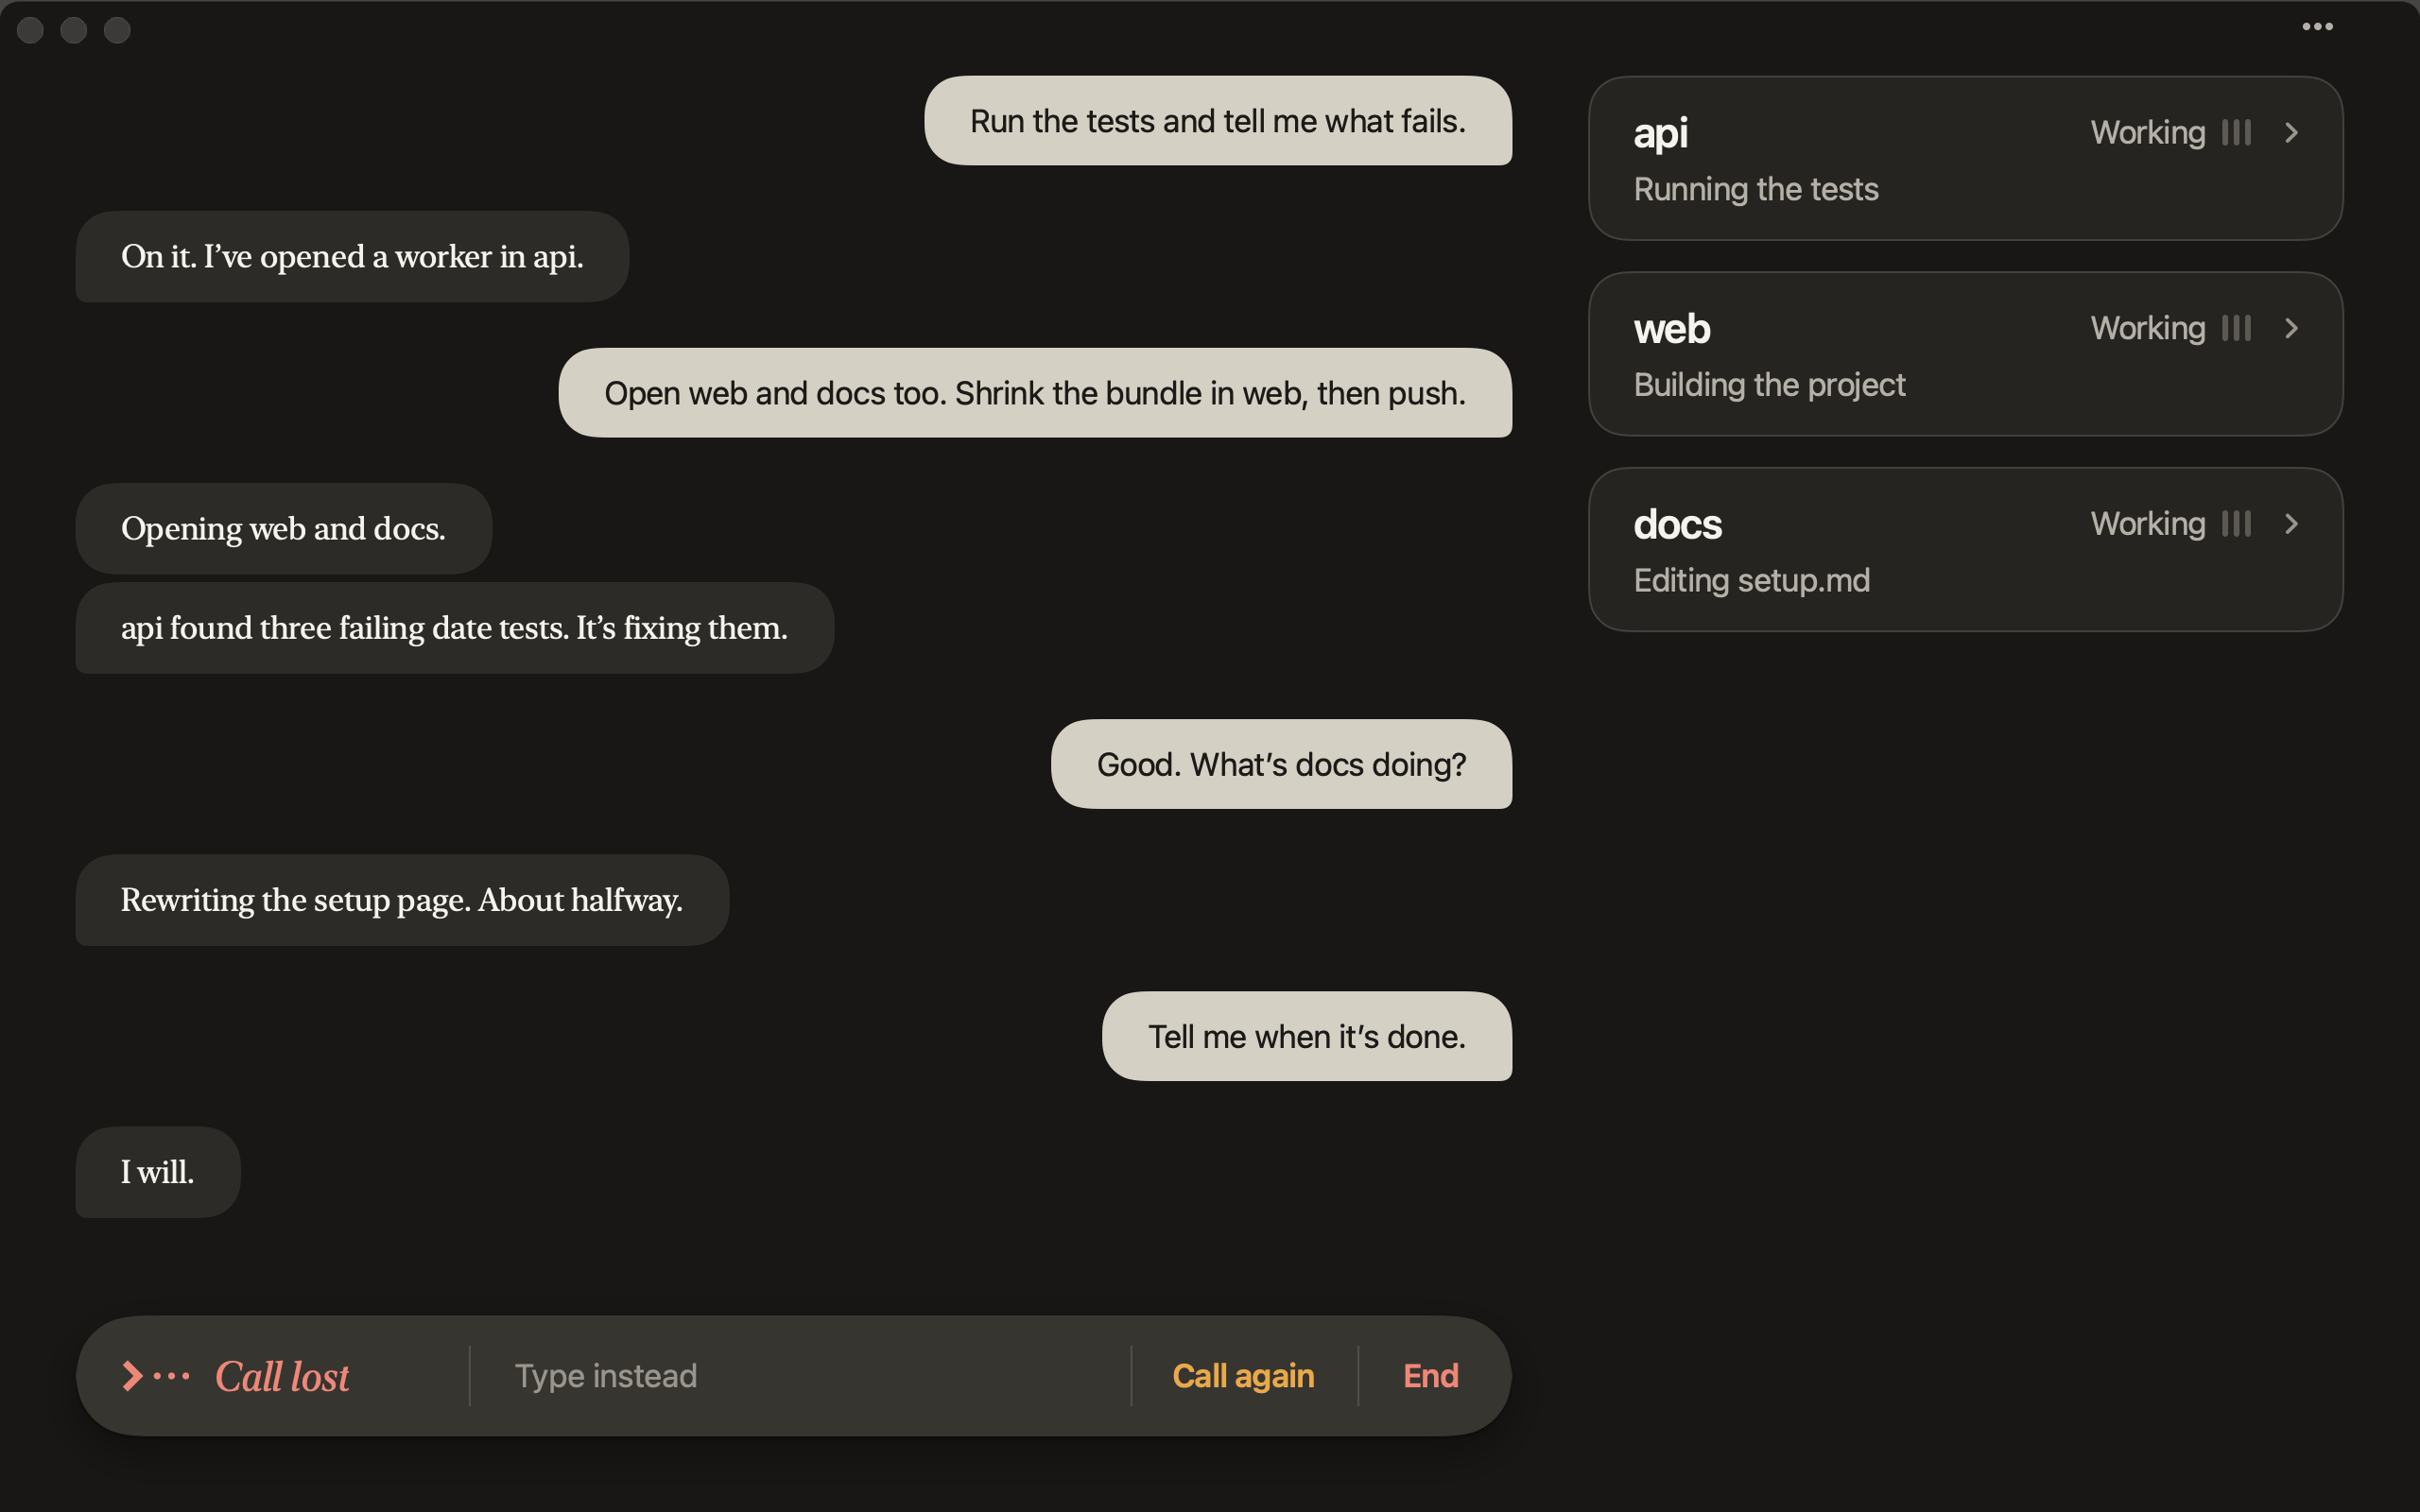 Run the tests and tell me what fails.
On it. I’ve opened a worker in api.
Open web and docs too. Shrink the bundle in web, then push.
Opening web and docs.
api found three failing date tests. It’s fixing them.
Good. What’s docs doing?
Rewriting the setup page. About halfway.
Tell me when it’s done.
I will.
Call lost
Type instead
Call again
End
api
Working
Running the tests
web
Working
Building the project
docs
Working
Editing setup.md